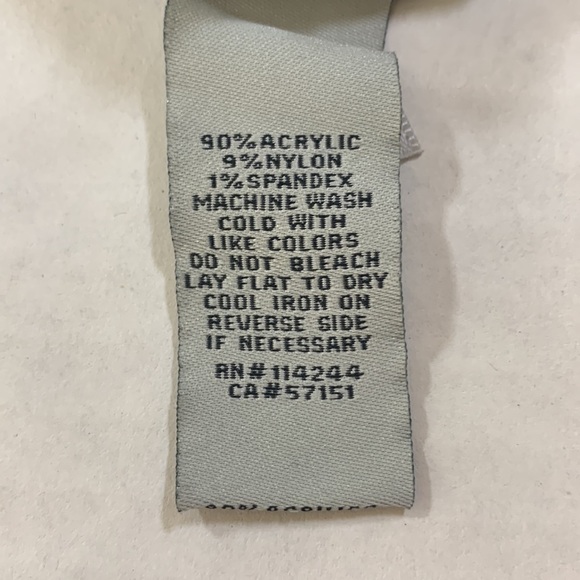 90% ACRYLIC
9% NYLON
1% SPANDEX
MACHINE WASH
COLD WITH
LIKE COLORS
DO NOT BLEACH
LAY FLAT TO DRY
COOL IRON ON
REVERSE SIDE
IF NECESSARY
RN# 114244
CA# 57151